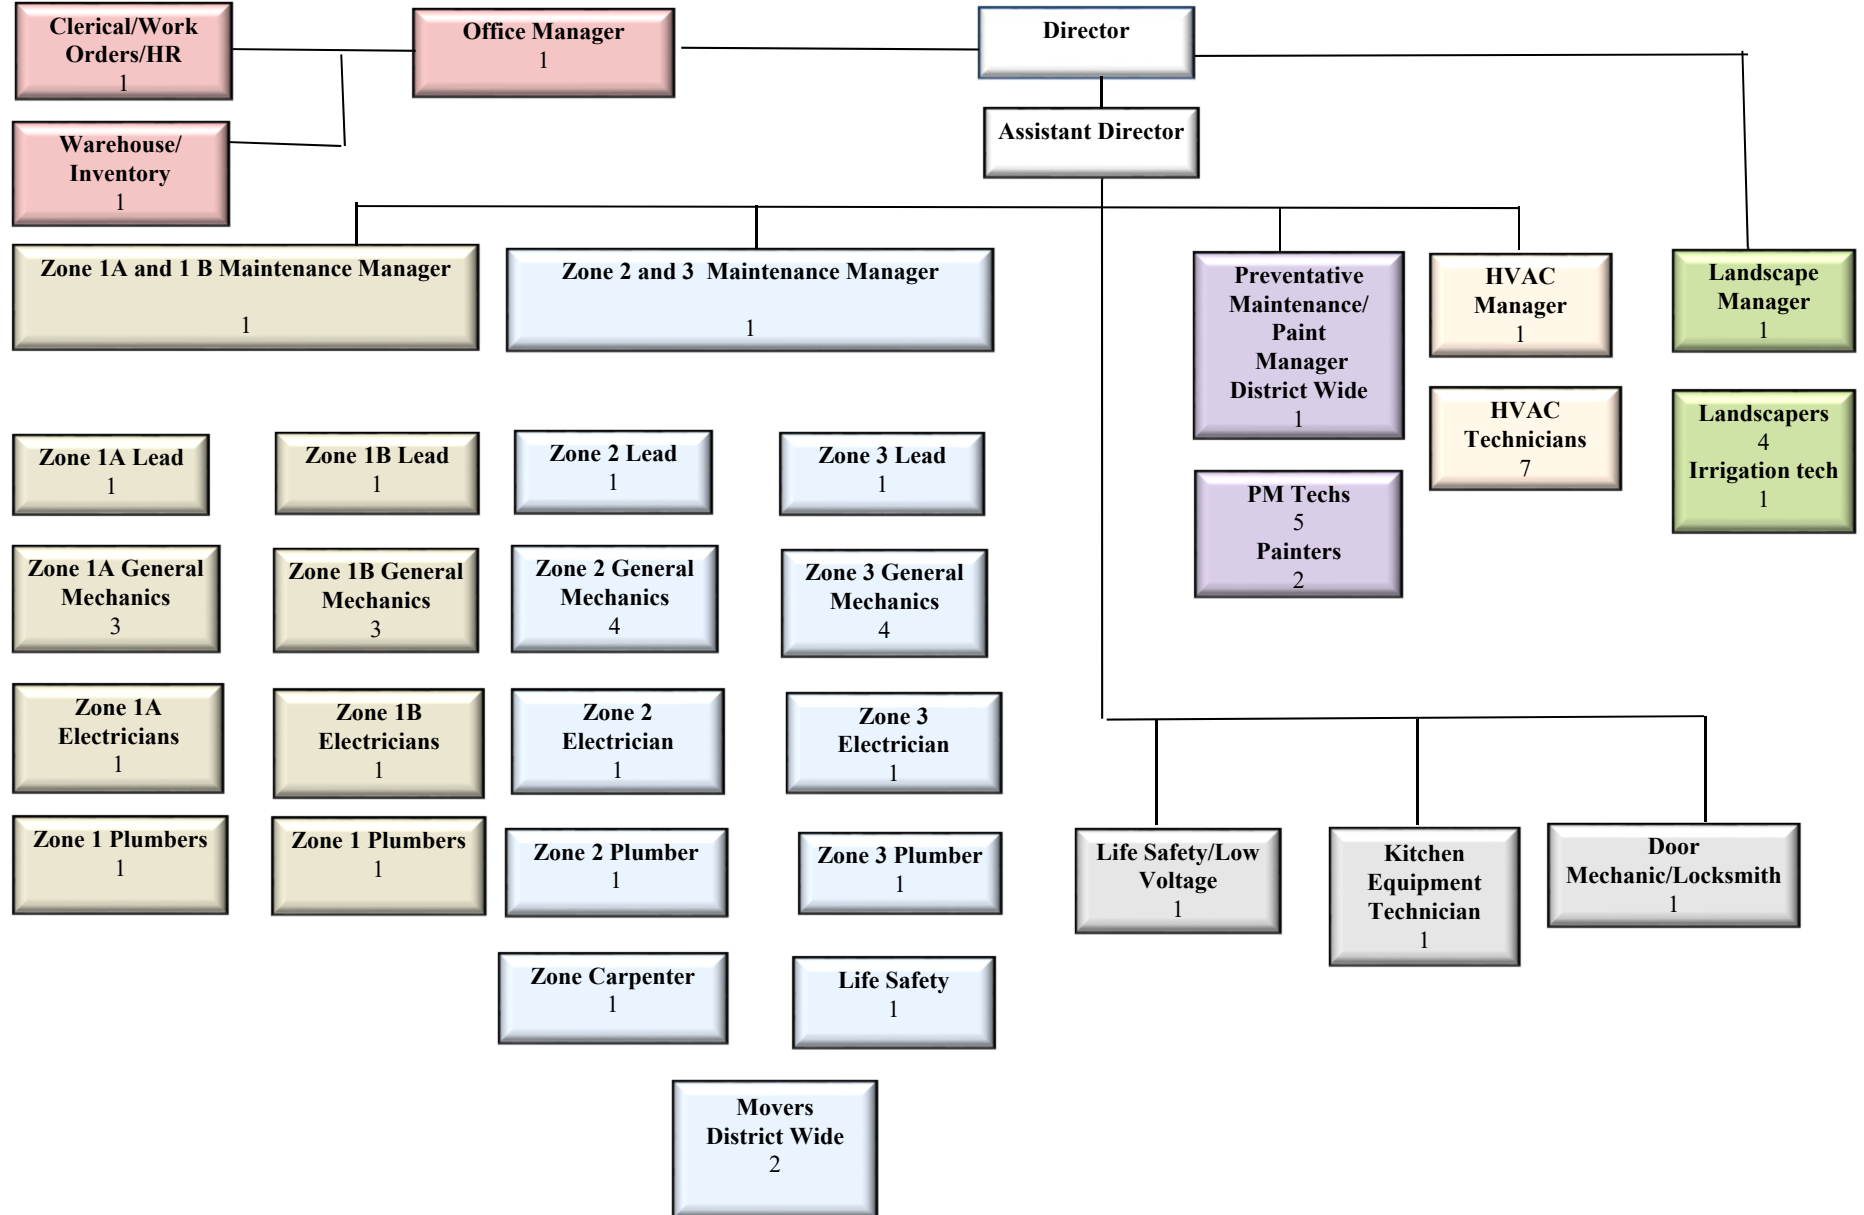 Clerical/Work
Orders/HR
1
Office Manager
1
Director
Warehouse/
Inventory
1
Assistant Director
Zone 1A and 1 B Maintenance Manager
1
Zone 2 and 3  Maintenance Manager
1
Preventative
Maintenance/
Paint
Manager
District Wide
1
HVAC
Manager
1
Landscape
Manager
1
HVAC
Technicians
7
Landscapers
4
Irrigation tech
1
PM Techs
5
Painters
2
Zone 1A Lead
1
Zone 1B Lead
1
Zone 2 Lead
1
Zone 3 Lead
1
Zone 1A General
Mechanics
3
Zone 1B General
Mechanics
3
Zone 2 General
Mechanics
4
Zone 3 General
Mechanics
4
Zone 1A
Electricians
1
Zone 1B
Electricians
1
Zone 2
Electrician
1
Zone 3
Electrician
1
Zone 1 Plumbers
1
Zone 1 Plumbers
1
Zone 2 Plumber
1
Zone 3 Plumber
1
Life Safety/Low
Voltage
1
Kitchen
Equipment
Technician
1
Door
Mechanic/Locksmith
1
Zone Carpenter
1
Life Safety
1
Movers
District Wide
2